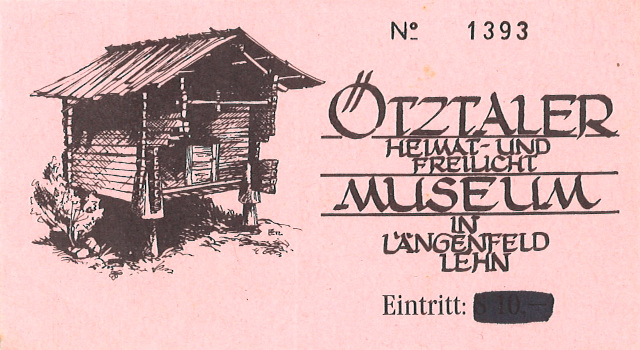 Nº 1393
ÖTZTALER
HEIMAT- UND
FREILICHT
MUSEUM
IN
LÄNGENFELD
LEHN
Eintritt: